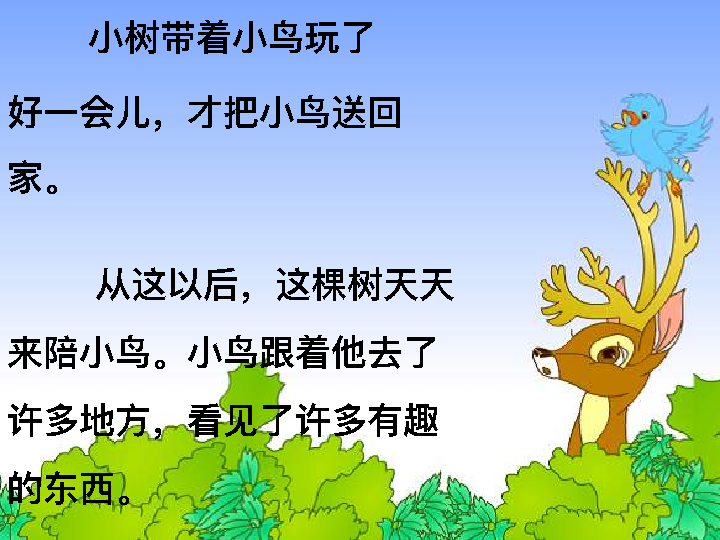 小树带着小鸟玩了
好一会儿，才把小鸟送回
家。
从这以后，这棵树天天
来陪小鸟。小鸟跟着他去了
许多地方，看见了许多有趣
的东西。